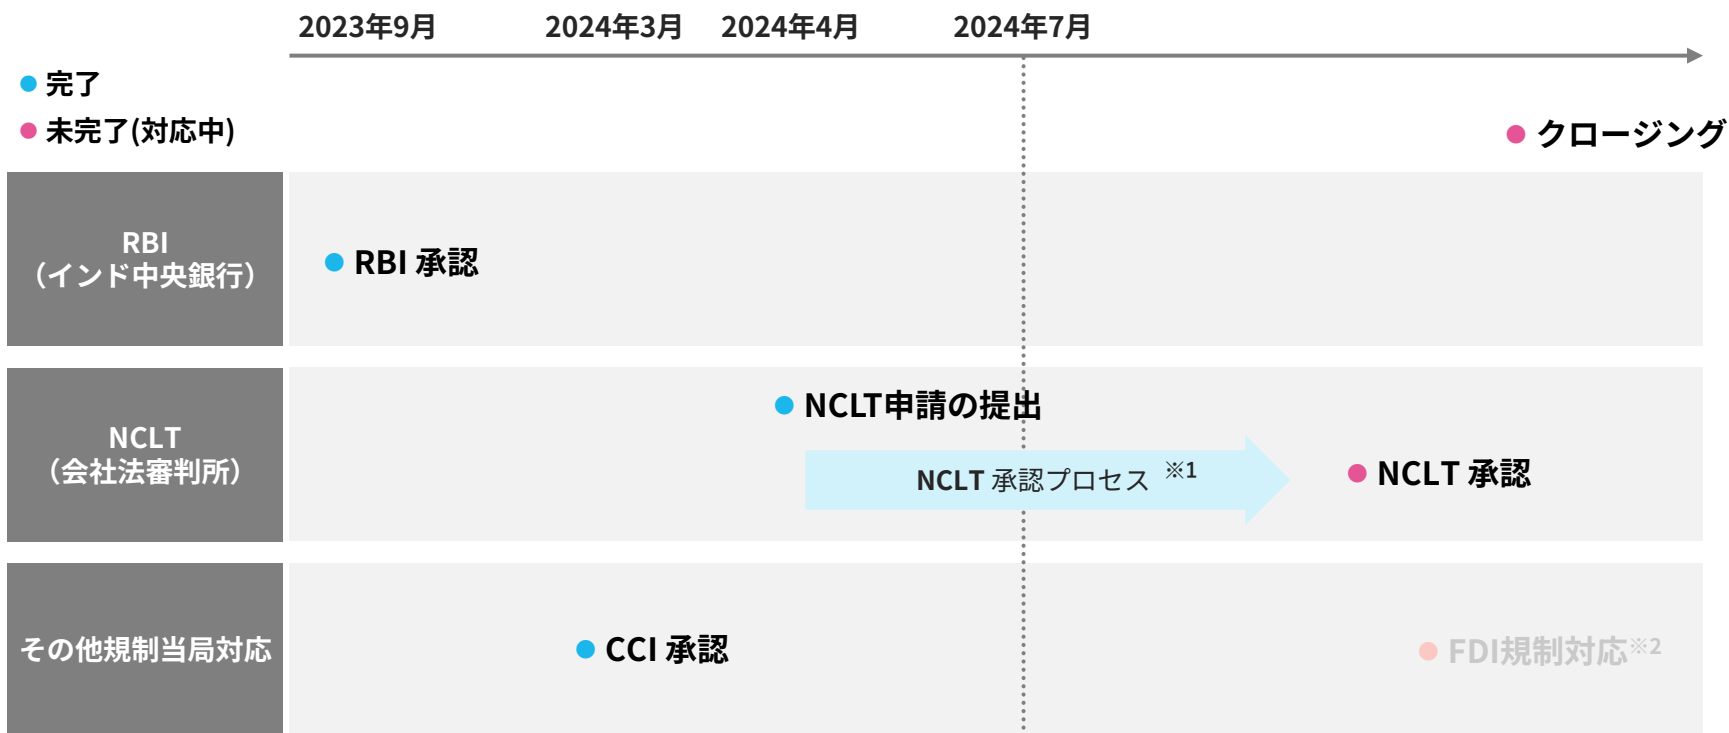 2023年9月 2024年3月 2024年4月 2024年7月
完了
未完了(対応中)
クロージング
RBI
（インド中央銀行）
RBI 承認
NCLT
（会社法審判所）
NCLT申請の提出
NCLT 承認プロセス ※1
NCLT 承認
その他規制当局対応
CCI 承認
FDI規制対応※2